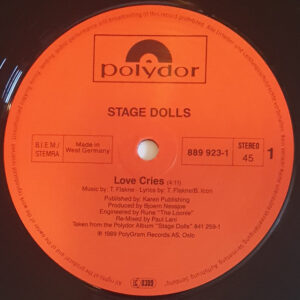 polydor
STAGE DOLLS
B.I.E.M/
STEMRA
Made in
West Germany
889 923-1
STEREO
45
1
Love Cries (4:11)
Music by: T. Flakne - Lyrics by: T. Flakne/B. Icon
Published by: Karen Publishing
Produced by: Bjoern Nessjoe
Engineered by: Rune "The Loonie"
Re-Mixed by Paul Lani
Taken from the Polydor Album "Stage Dolls" 841 259-1
℗ 1989 PolyGram Records AS, Oslo